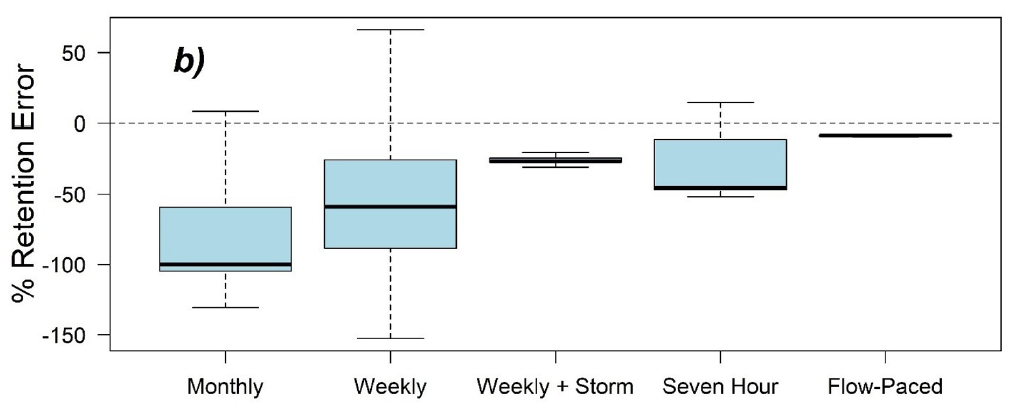 b)
% Retention Error
50
0
-50
-100
-150
Monthly Weekly Weekly + Storm Seven Hour Flow-Paced